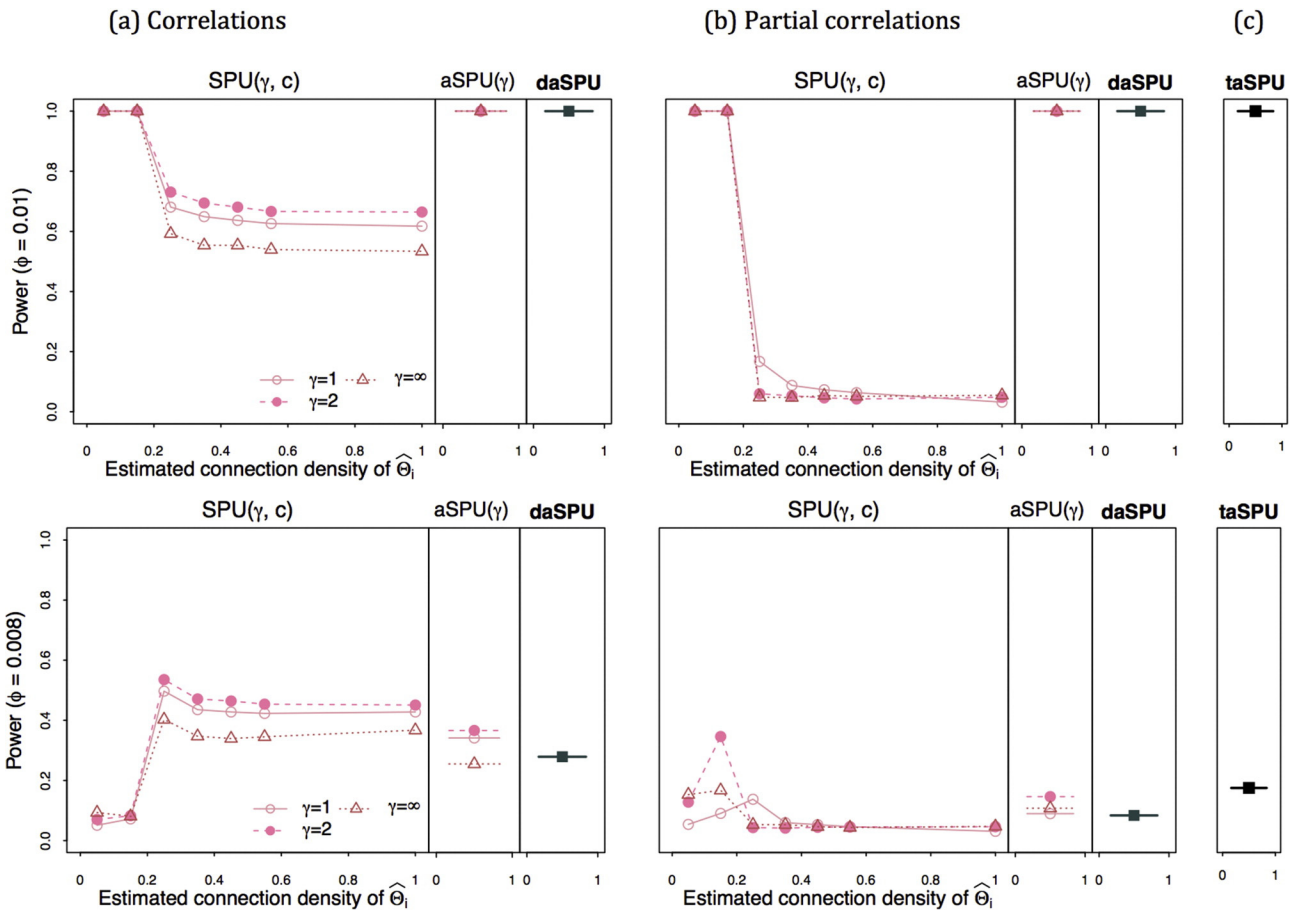 (a) Correlations
(b) Partial correlations
(c)
SPU(γ, c)
aSPU(γ)
daSPU
SPU(γ, c)
aSPU(γ)
daSPU
taSPU
Power (ϕ = 0.01)
1.0
0.8
0.6
0.4
0.2
0.0
γ=1
γ=∞
γ=2
0 0.2 0.4 0.6 0.8 1
0 1
0 1
0 0.2 0.4 0.6 0.8 1
0 1
0 1
0 1
Estimated connection density of Θ̂i
Estimated connection density of Θ̂i
SPU(γ, c)
aSPU(γ)
daSPU
SPU(γ, c)
aSPU(γ)
daSPU
taSPU
Power (ϕ = 0.008)
1.0
0.8
0.6
0.4
0.2
0.0
γ=1
γ=∞
γ=2
0 0.2 0.4 0.6 0.8 1
0 1
0 1
0 0.2 0.4 0.6 0.8 1
0 1
0 1
0 1
Estimated connection density of Θ̂i
Estimated connection density of Θ̂i